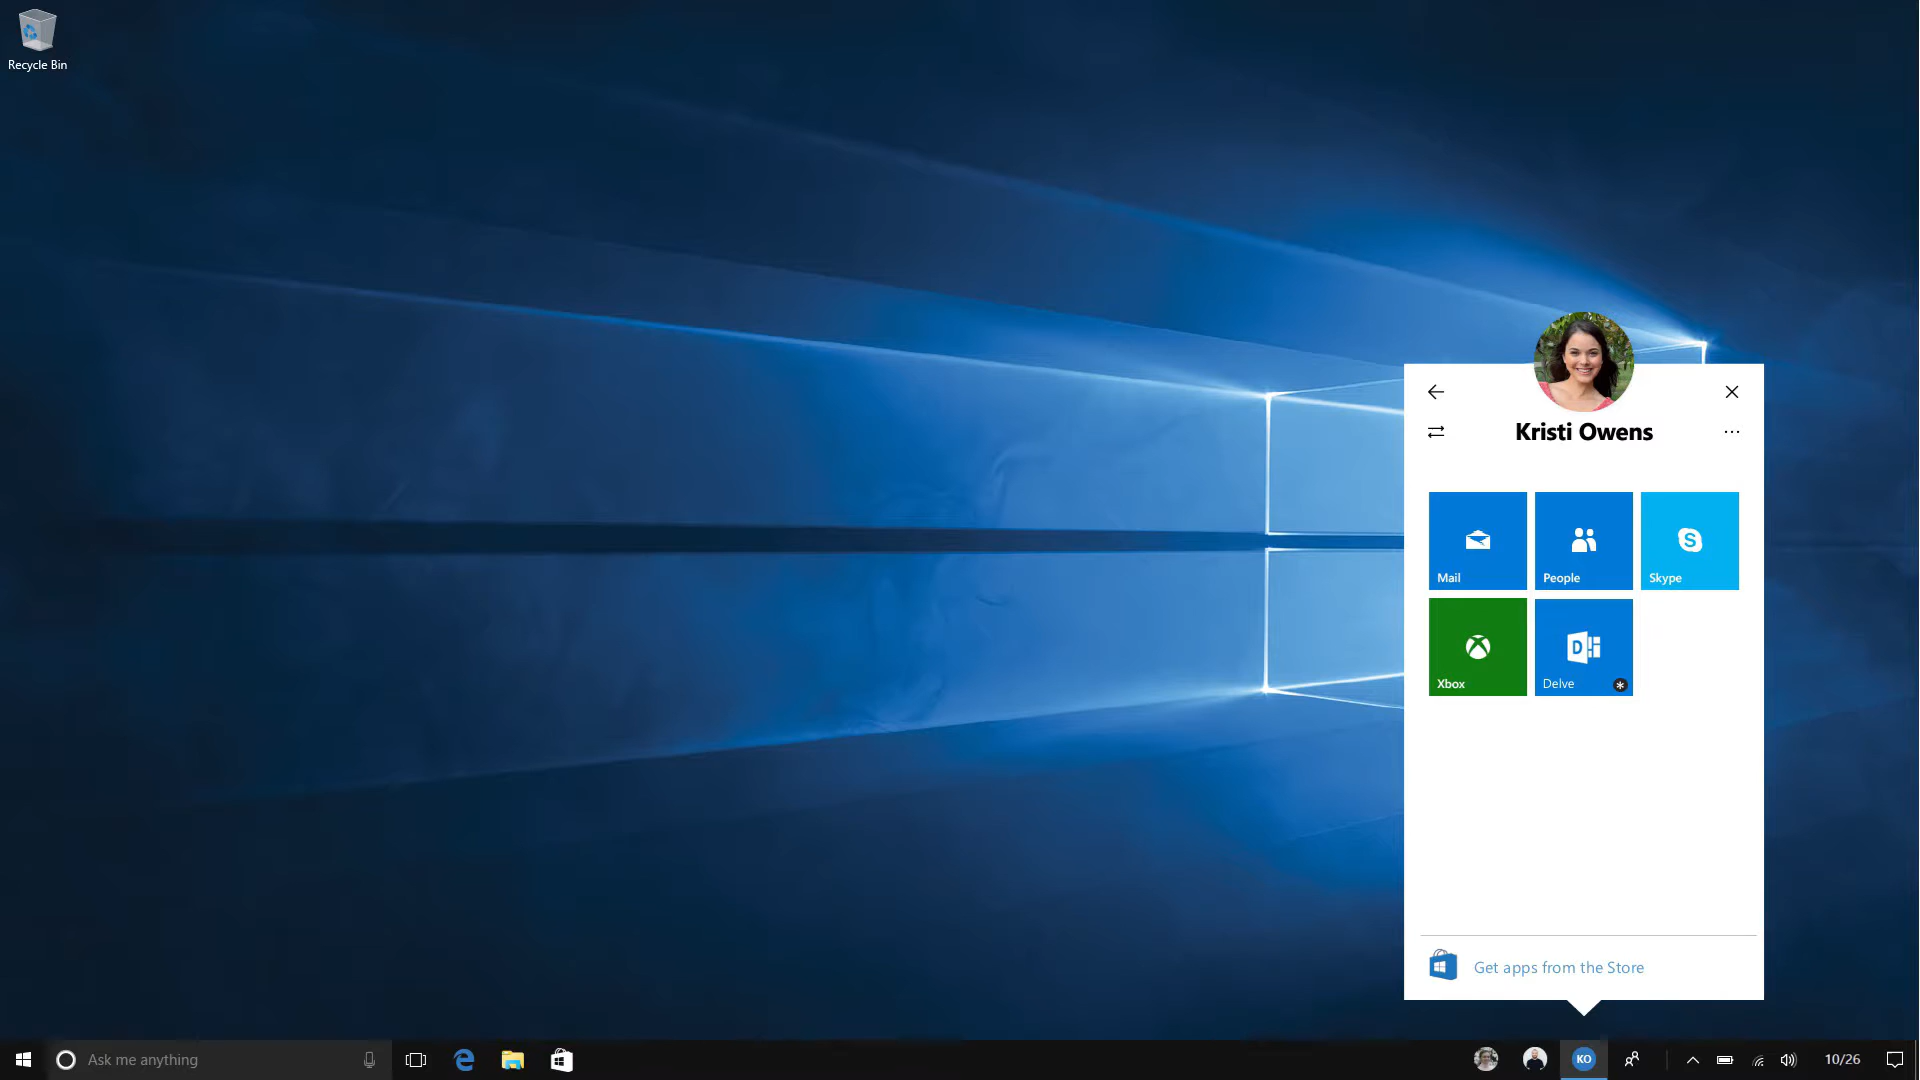 Recycle Bin
Kristi Owens
Mail
People
Skype
Xbox
Delve
Get apps from the Store
Ask me anything
KO
10/26